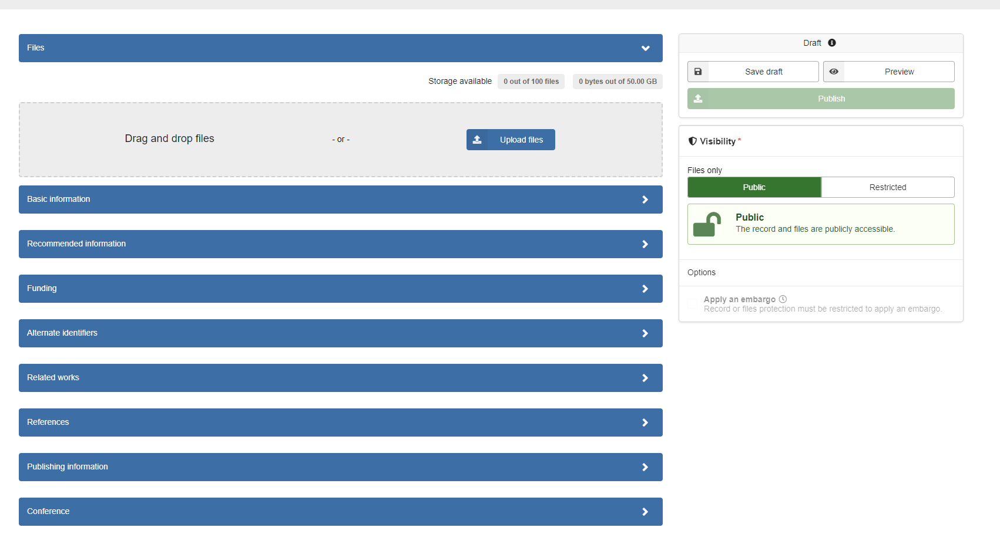 Files
Storage available 0 out of 100 files 0 bytes out of 50.00 GB
Drag and drop files - or - Upload files
Basic information
Recommended information
Funding
Alternate identifiers
Related works
References
Publishing information
Conference
Draft
Save draft Preview
Publish
Visibility *
Files only
Public Restricted
Public
The record and files are publicly accessible.
Options
Apply an embargo
Record or files protection must be restricted to apply an embargo.